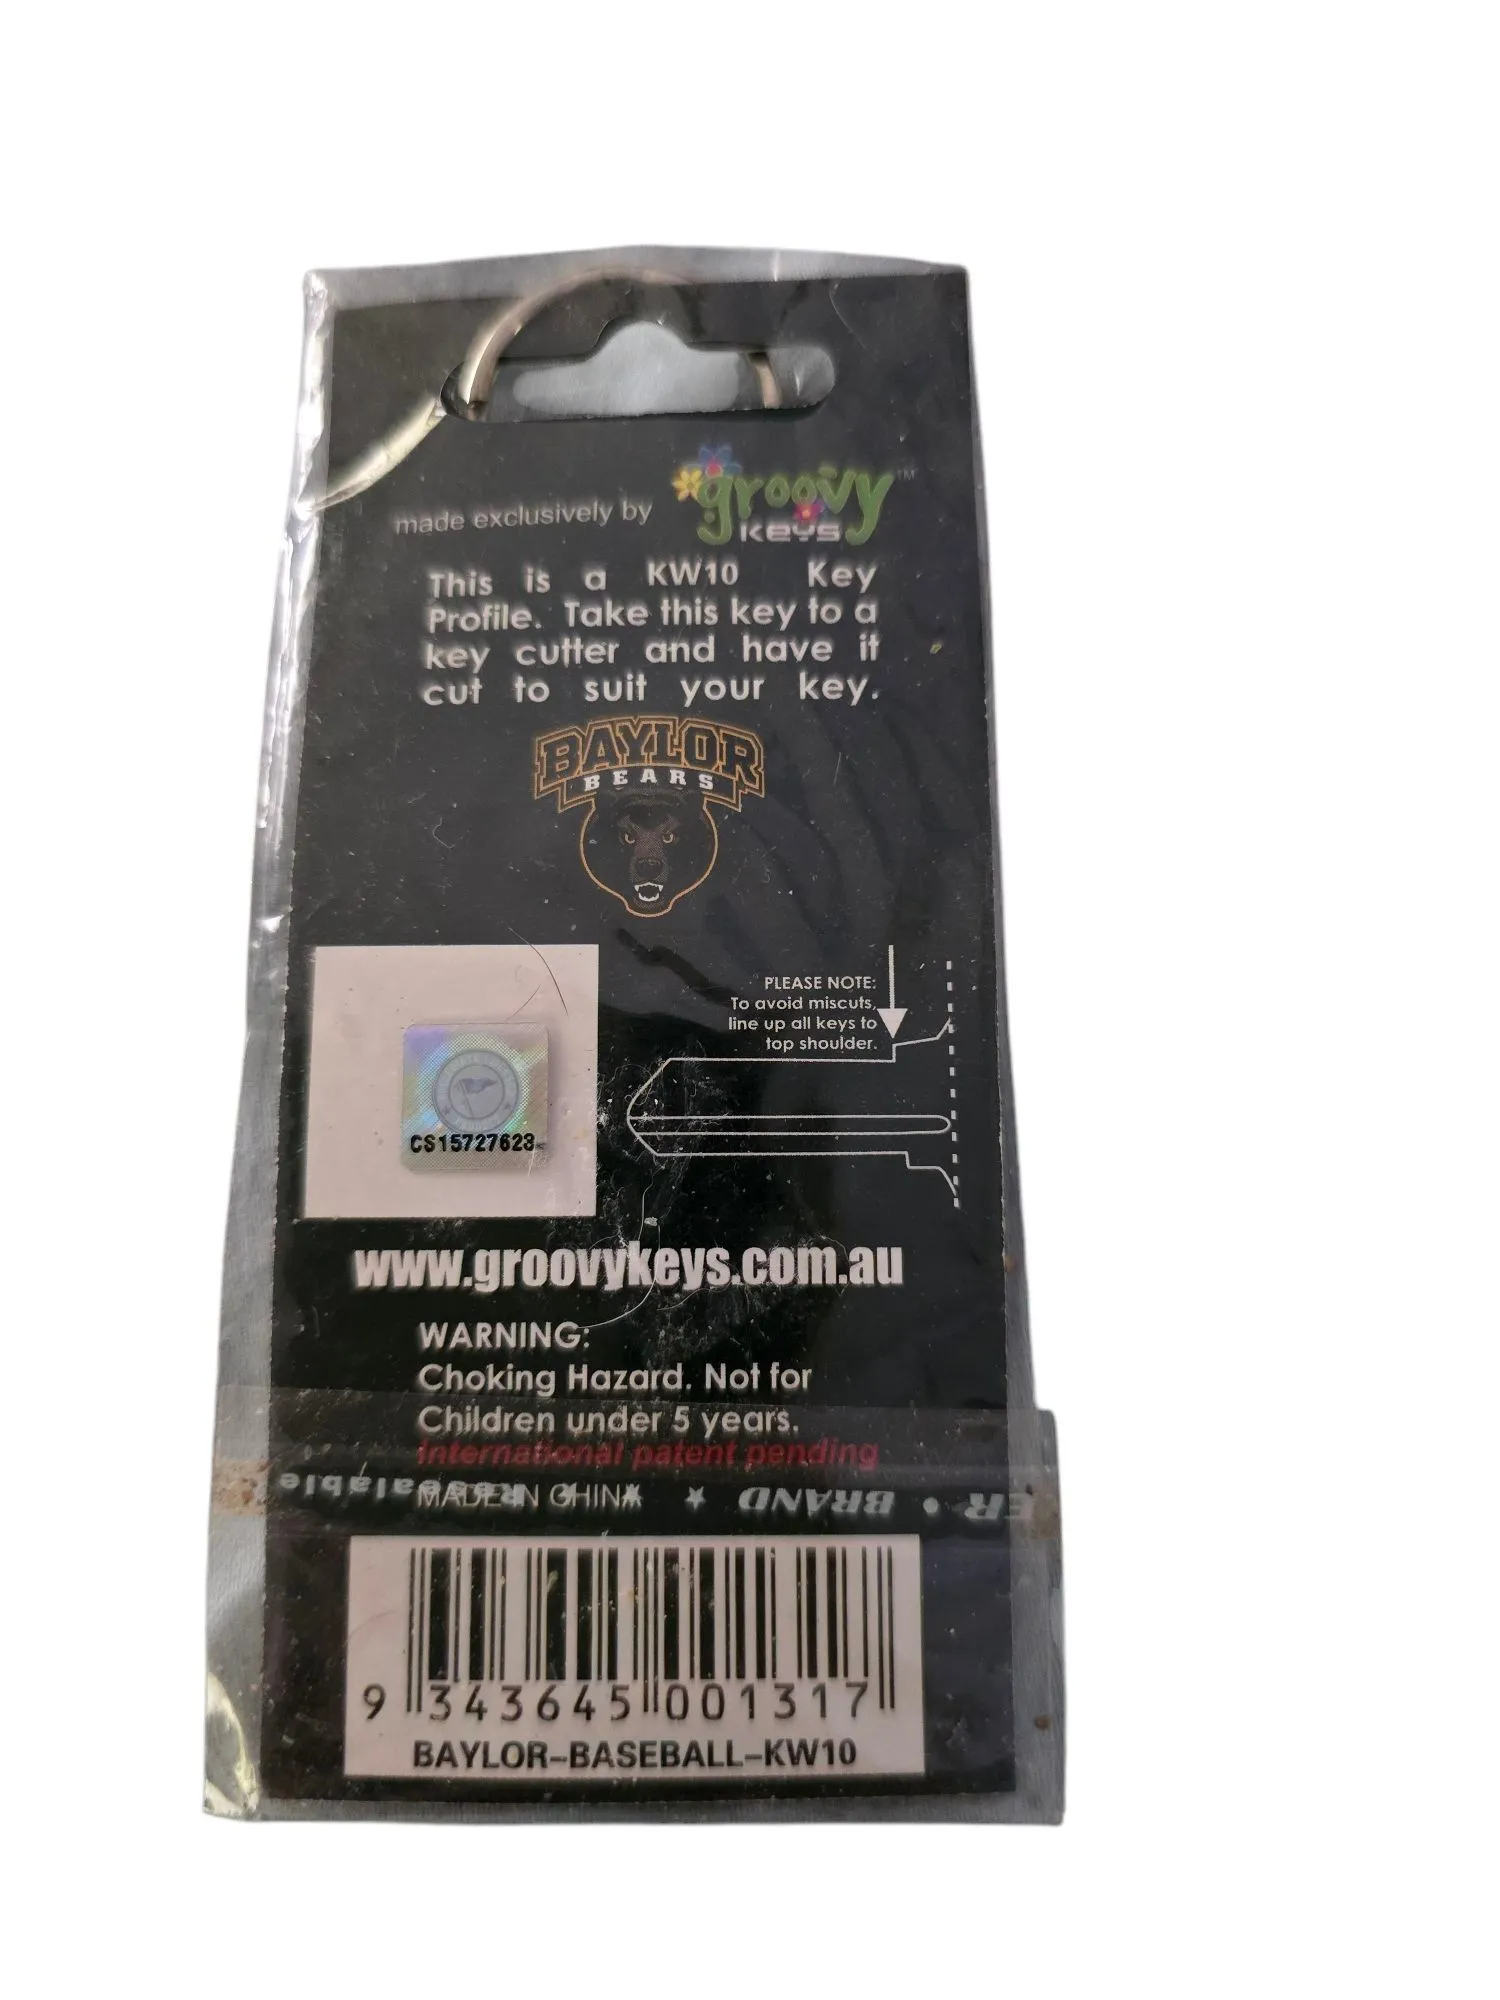 made exclusively by groovy KEYS™
This is a KW10 Key
Profile. Take this key to a
key cutter and have it
cut to suit your key.
BAYLOR
BEARS
PLEASE NOTE:
To avoid miscuts,
line up all keys to
top shoulder.
CS15727623
www.groovykeys.com.au
WARNING:
Choking Hazard. Not for
Children under 5 years.
International patent pending
MADE IN CHINA
Resealable
ER • BRAND
9 343645 001317
BAYLOR-BASEBALL-KW10